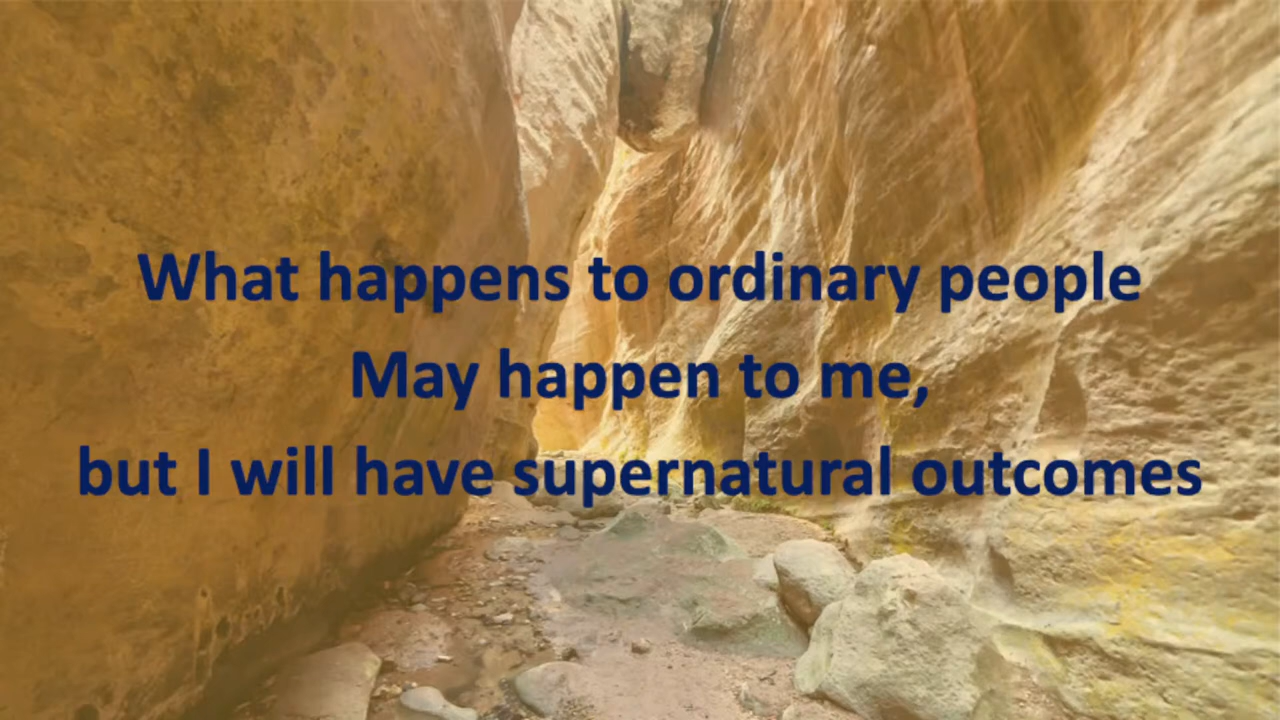 What happens to ordinary people
May happen to me,
but I will have supernatural outcomes